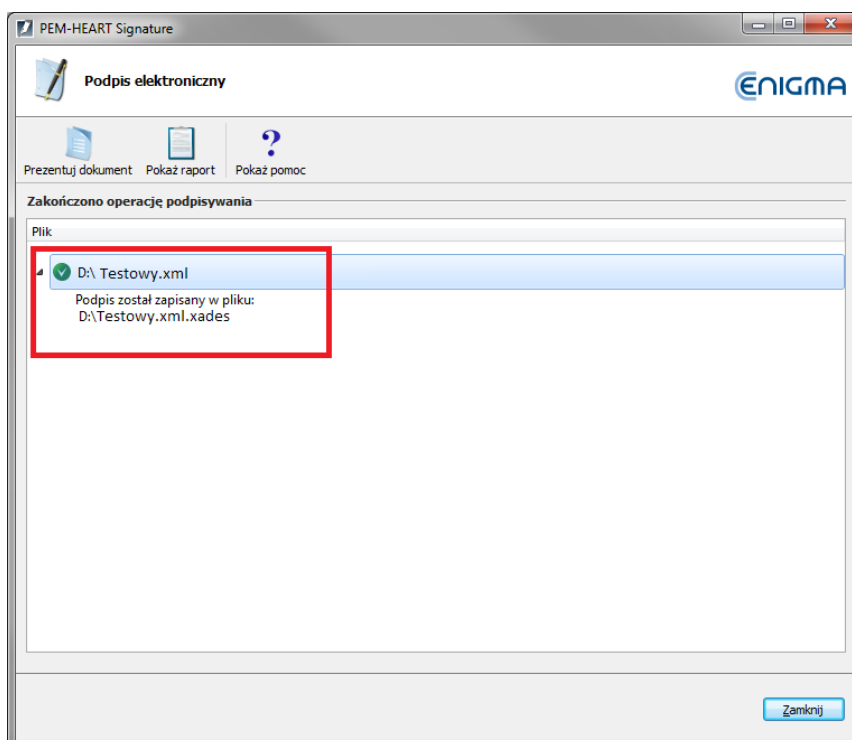 PEM-HEART Signature
Podpis elektroniczny
ENIGMA
Prezentuj dokument Pokaż raport Pokaż pomoc
Zakończono operację podpisywania
Plik
D:\ Testowy.xml
Podpis został zapisany w pliku:
D:\Testowy.xml.xades
Zamknij